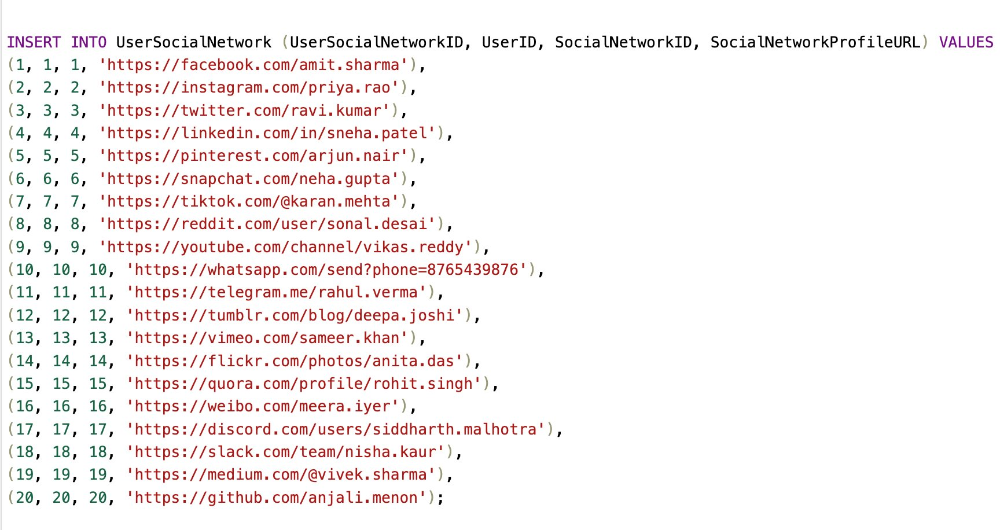 INSERT INTO UserSocialNetwork (UserSocialNetworkID, UserID, SocialNetworkID, SocialNetworkProfileURL) VALUES
(1, 1, 1, 'https://facebook.com/amit.sharma'),
(2, 2, 2, 'https://instagram.com/priya.rao'),
(3, 3, 3, 'https://twitter.com/ravi.kumar'),
(4, 4, 4, 'https://linkedin.com/in/sneha.patel'),
(5, 5, 5, 'https://pinterest.com/arjun.nair'),
(6, 6, 6, 'https://snapchat.com/neha.gupta'),
(7, 7, 7, 'https://tiktok.com/@karan.mehta'),
(8, 8, 8, 'https://reddit.com/user/sonal.desai'),
(9, 9, 9, 'https://youtube.com/channel/vikas.reddy'),
(10, 10, 10, 'https://whatsapp.com/send?phone=8765439876'),
(11, 11, 11, 'https://telegram.me/rahul.verma'),
(12, 12, 12, 'https://tumblr.com/blog/deepa.joshi'),
(13, 13, 13, 'https://vimeo.com/sameer.khan'),
(14, 14, 14, 'https://flickr.com/photos/anita.das'),
(15, 15, 15, 'https://quora.com/profile/rohit.singh'),
(16, 16, 16, 'https://weibo.com/meera.iyer'),
(17, 17, 17, 'https://discord.com/users/siddharth.malhotra'),
(18, 18, 18, 'https://slack.com/team/nisha.kaur'),
(19, 19, 19, 'https://medium.com/@vivek.sharma'),
(20, 20, 20, 'https://github.com/anjali.menon');